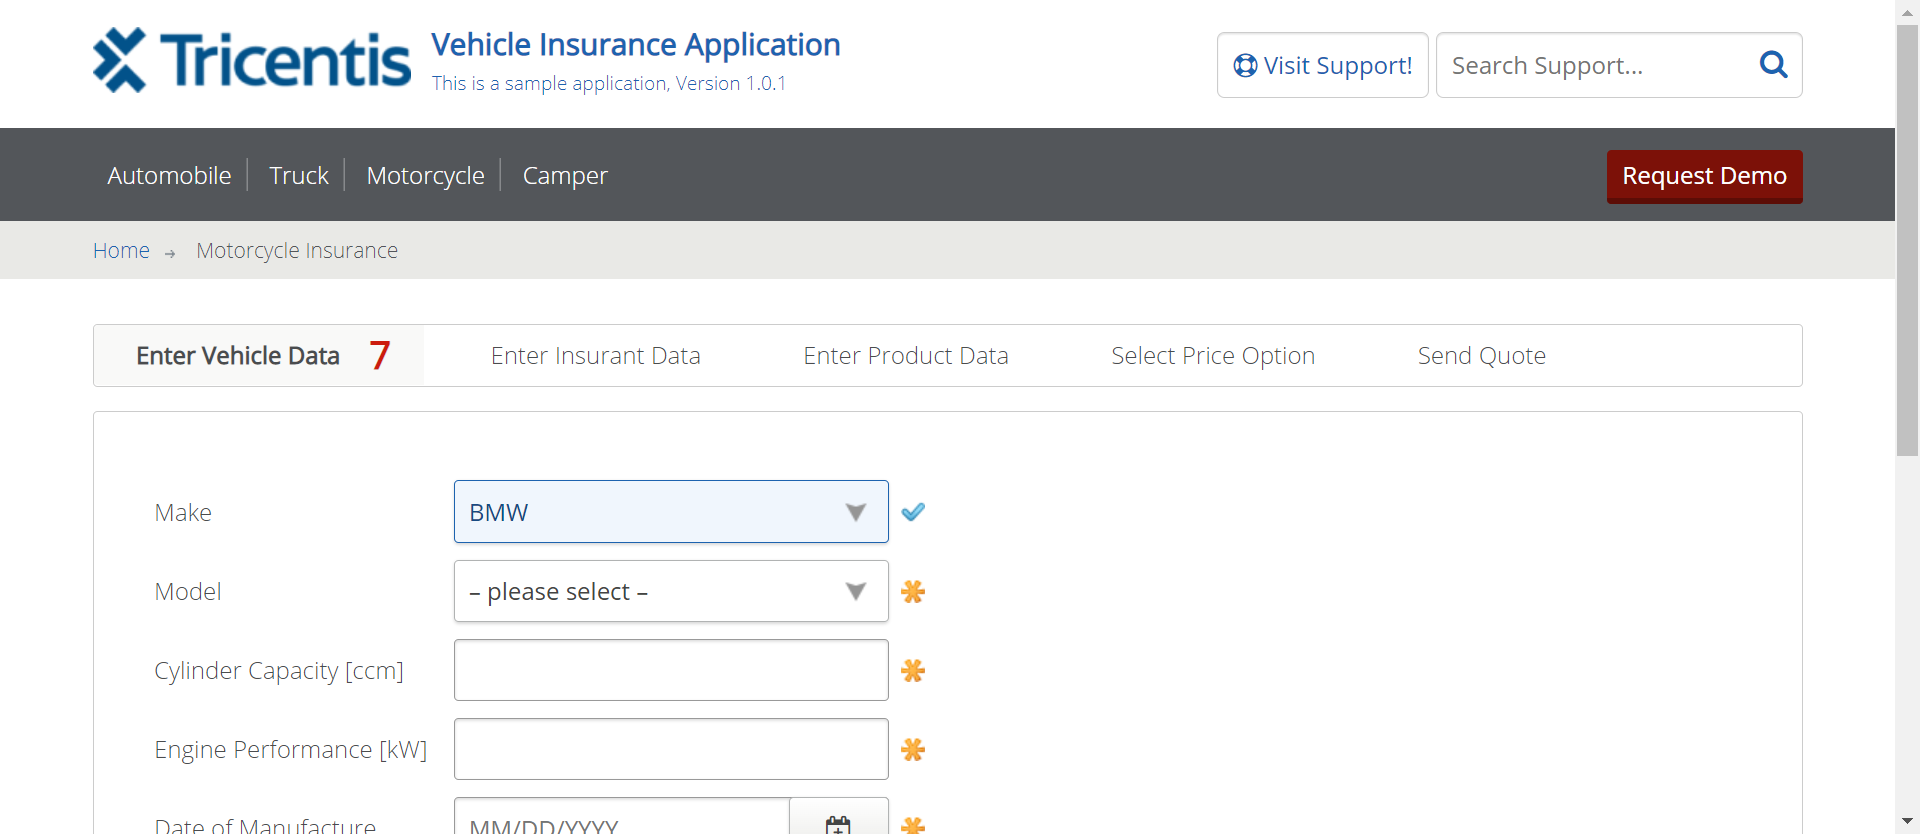 Tricentis
Vehicle Insurance Application
This is a sample application, Version 1.0.1
Visit Support!
Search Support...
Automobile
Truck
Motorcycle
Camper
Request Demo
Home → Motorcycle Insurance
Enter Vehicle Data 7
Enter Insurant Data
Enter Product Data
Select Price Option
Send Quote
Make
BMW
Model
– please select –
Cylinder Capacity [ccm]
Engine Performance [kW]
Date of Manufacture
MM/DD/YYYY